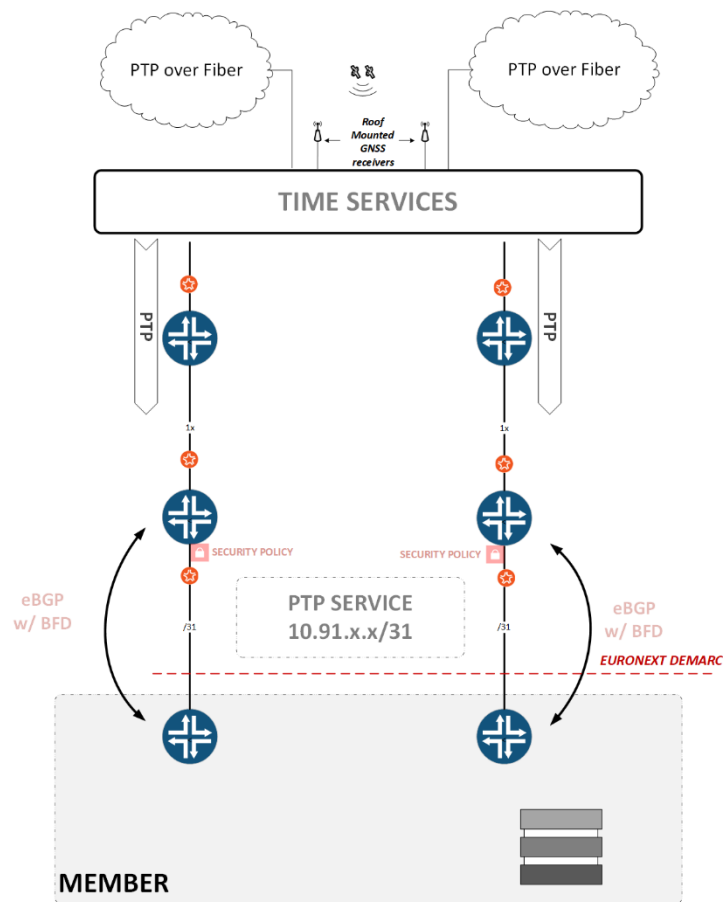 PTP over Fiber
PTP over Fiber
Roof
Mounted
GNSS
receivers
TIME SERVICES
PTP
PTP
1x
1x
SECURITY POLICY
SECURITY POLICY
eBGP
w/ BFD
PTP SERVICE
10.91.x.x/31
eBGP
w/ BFD
/31
/31
EURONEXT DEMARC
MEMBER